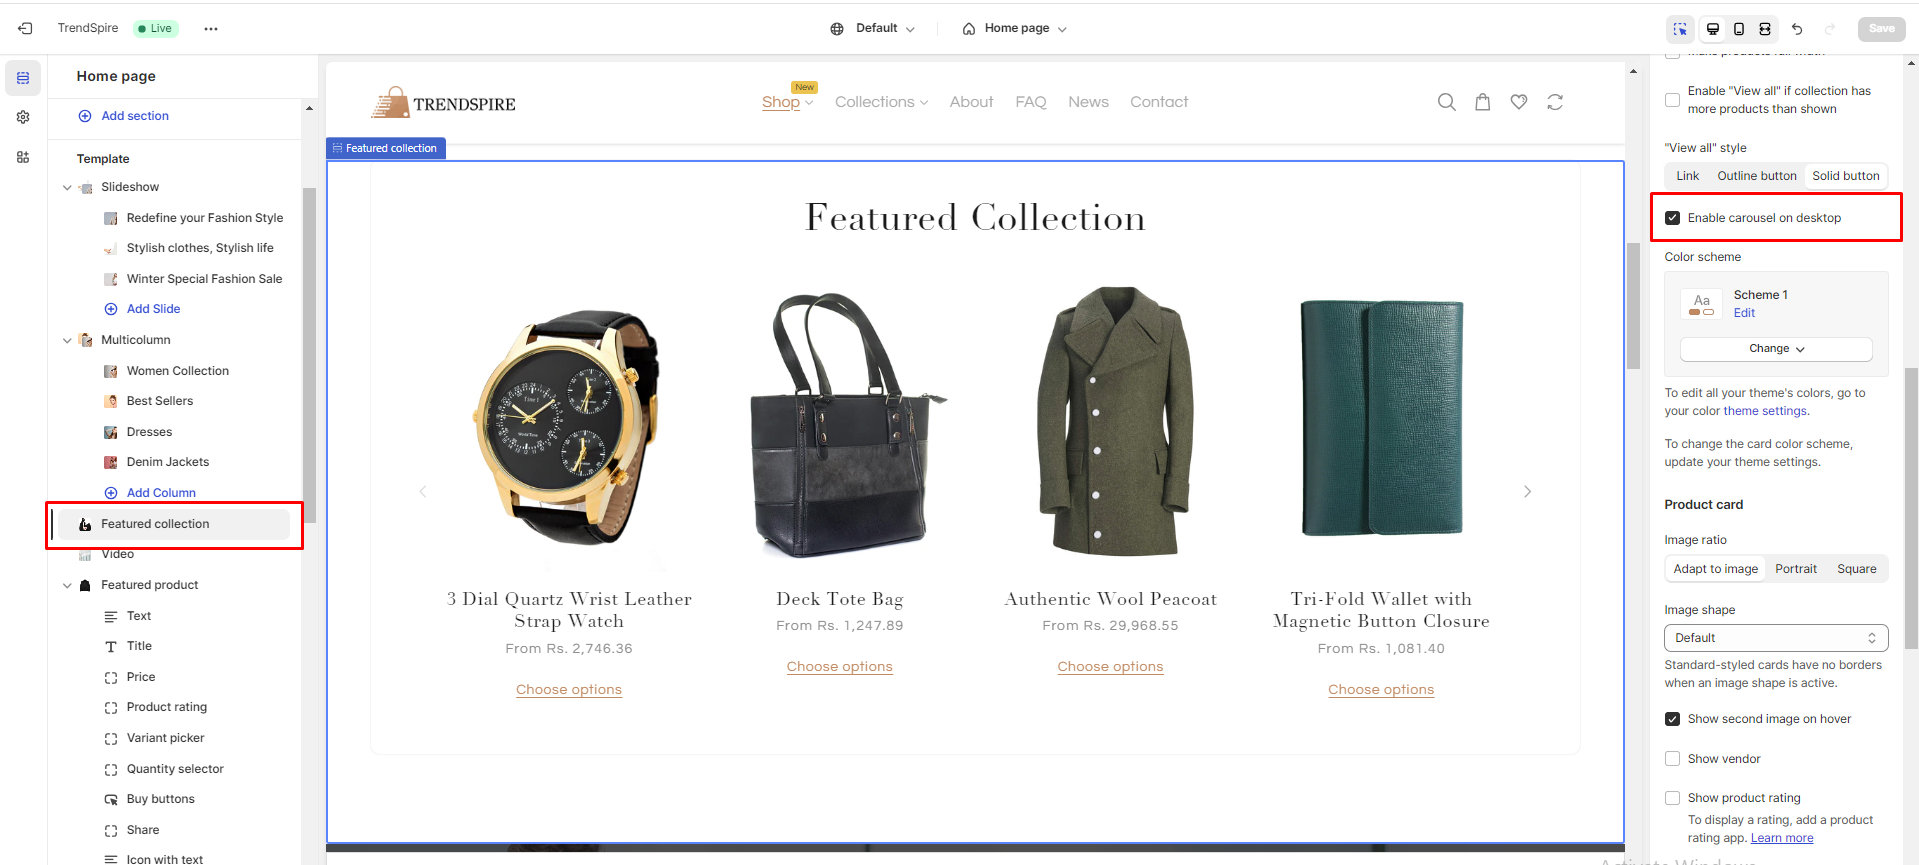 TrendSpire
Live
Default
Home page
Save
Home page
Add section
Template
Slideshow
Redefine your Fashion Style
Stylish clothes, Stylish life
Winter Special Fashion Sale
Add Slide
Multicolumn
Women Collection
Best Sellers
Dresses
Denim Jackets
Add Column
Featured collection
Video
Featured product
Text
Title
Price
Product rating
Variant picker
Quantity selector
Buy buttons
Share
Icon with text
TRENDSPIRE
New
Shop
Collections
About
FAQ
News
Contact
Featured collection
Featured Collection
3 Dial Quartz Wrist Leather
Strap Watch
From Rs. 2,746.36
Choose options
Deck Tote Bag
From Rs. 1,247.89
Choose options
Authentic Wool Peacoat
From Rs. 29,968.55
Choose options
Tri-Fold Wallet with
Magnetic Button Closure
From Rs. 1,081.40
Choose options
Enable "View all" if collection has
more products than shown
"View all" style
Link
Outline button
Solid button
Enable carousel on desktop
Color scheme
Aa
Scheme 1
Edit
Change
To edit all your theme's colors, go to
your color theme settings.
To change the card color scheme,
update your theme settings.
Product card
Image ratio
Adapt to image
Portrait
Square
Image shape
Default
Standard-styled cards have no borders
when an image shape is active.
Show second image on hover
Show vendor
Show product rating
To display a rating, add a product
rating app. Learn more